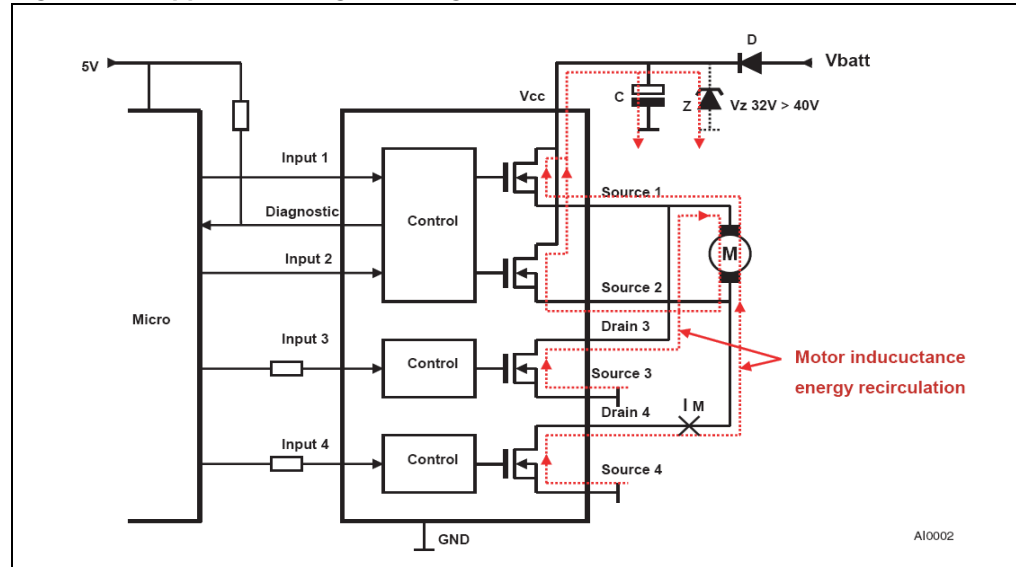 D
5V
Vbatt
Vcc
C
Z
Vz 32V > 40V
Input 1
Source 1
Diagnostic
Control
M
Input 2
Source 2
Micro
Drain 3
Input 3
Control
Source 3
Motor inducuctance
energy recirculation
Drain 4
I M
Input 4
Control
Source 4
GND
AI0002